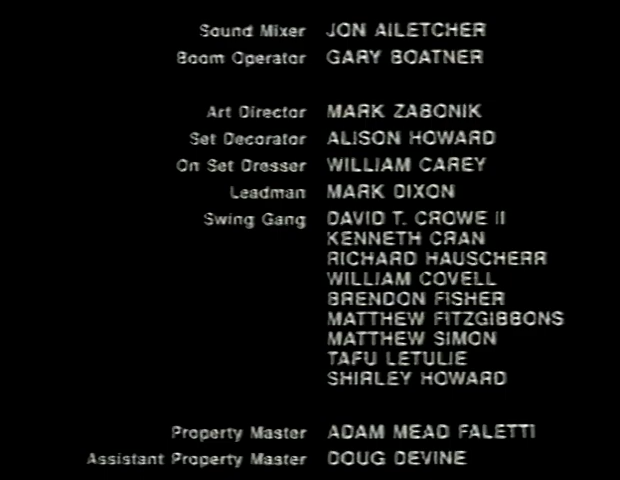 Sound Mixer JON AILETCHER
Boom Operator GARY BOATNER
Art Director MARK ZABONIK
Set Decorator ALISON HOWARD
On Set Dresser WILLIAM CAREY
Leadman MARK DIXON
Swing Gang DAVID T. CROWE II
KENNETH CRAN
RICHARD HAUSCHERR
WILLIAM COVELL
BRENDON FISHER
MATTHEW FITZGIBBONS
MATTHEW SIMON
TAFU LETULIE
SHIRLEY HOWARD
Property Master ADAM MEAD FALETTI
Assistant Property Master DOUG DEVINE